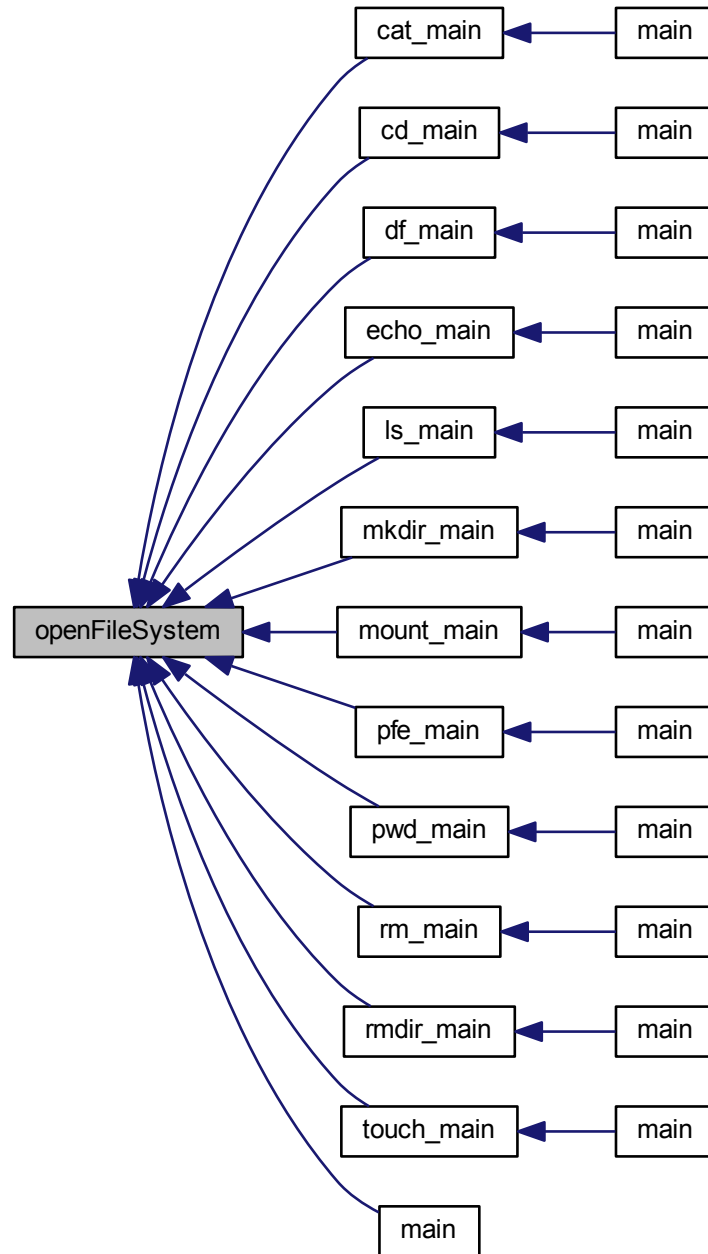 cat_main main
cd_main main
df_main main
echo_main main
ls_main main
mkdir_main main
openFileSystem mount_main main
pfe_main main
pwd_main main
rm_main main
rmdir_main main
touch_main main
main